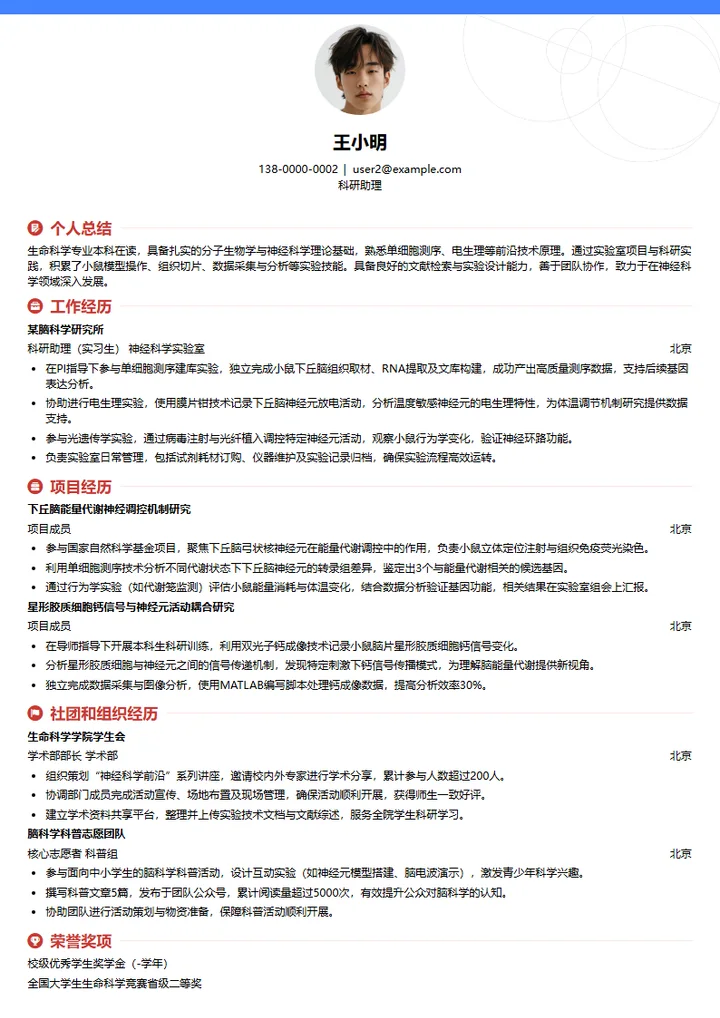 王小明
138-0000-0002 | user2@example.com
科研助理
个人总结
生命科学专业本科在读，具备扎实的分子生物学与神经科学理论基础，熟悉单细胞测序、电生理等前沿技术原理。通过实验室项目与科研实
践，积累了小鼠模型操作、组织切片、数据采集与分析等实验技能。具备良好的文献检索与实验设计能力，善于团队协作，致力于在神经科
学领域深入发展。
工作经历
某脑科学研究所
科研助理（实习生） 神经科学实验室 北京
• 在PI指导下参与单细胞测序建库实验，独立完成小鼠下丘脑组织取材、RNA提取及文库构建，成功产出高质量测序数据，支持后续基因
表达分析。
• 协助进行电生理实验，使用膜片钳技术记录下丘脑神经元放电活动，分析温度敏感神经元的电生理特性，为体温调节机制研究提供数据
支持。
• 参与光遗传学实验，通过病毒注射与光纤植入调控特定神经元活动，观察小鼠行为学变化，验证神经环路功能。
• 负责实验室日常管理，包括试剂耗材订购、仪器维护及实验记录归档，确保实验流程高效运转。
项目经历
下丘脑能量代谢神经调控机制研究
项目成员 北京
• 参与国家自然科学基金项目，聚焦下丘脑弓状核神经元在能量代谢调控中的作用，负责小鼠立体定位注射与组织免疫荧光染色。
• 利用单细胞测序技术分析不同代谢状态下下丘脑神经元的转录组差异，鉴定出3个与能量代谢相关的候选基因。
• 通过行为学实验（如代谢笼监测）评估小鼠能量消耗与体温变化，结合数据分析验证基因功能，相关结果在实验室组会上汇报。
星形胶质细胞钙信号与神经元活动耦合研究
项目成员 北京
• 在导师指导下开展本科生科研训练，利用双光子钙成像技术记录小鼠脑片星形胶质细胞钙信号变化。
• 分析星形胶质细胞与神经元之间的信号传递机制，发现特定刺激下钙信号传播模式，为理解脑能量代谢提供新视角。
• 独立完成数据采集与图像分析，使用MATLAB编写脚本处理钙成像数据，提高分析效率30%。
社团和组织经历
生命科学学院学生会
学术部部长 学术部 北京
• 组织策划“神经科学前沿”系列讲座，邀请校内外专家进行学术分享，累计参与人数超过200人。
• 协调部门成员完成活动宣传、场地布置及现场管理，确保活动顺利开展，获得师生一致好评。
• 建立学术资料共享平台，整理并上传实验技术文档与文献综述，服务全院学生科研学习。
脑科学科普志愿团队
核心志愿者 科普组 北京
• 参与面向中小学生的脑科学科普活动，设计互动实验（如神经元模型搭建、脑电波演示），激发青少年科学兴趣。
• 撰写科普文章5篇，发布于团队公众号，累计阅读量超过5000次，有效提升公众对脑科学的认知。
• 协助团队进行活动策划与物资准备，保障科普活动顺利开展。
荣誉奖项
校级优秀学生奖学金（-学年）
全国大学生生命科学竞赛省级二等奖